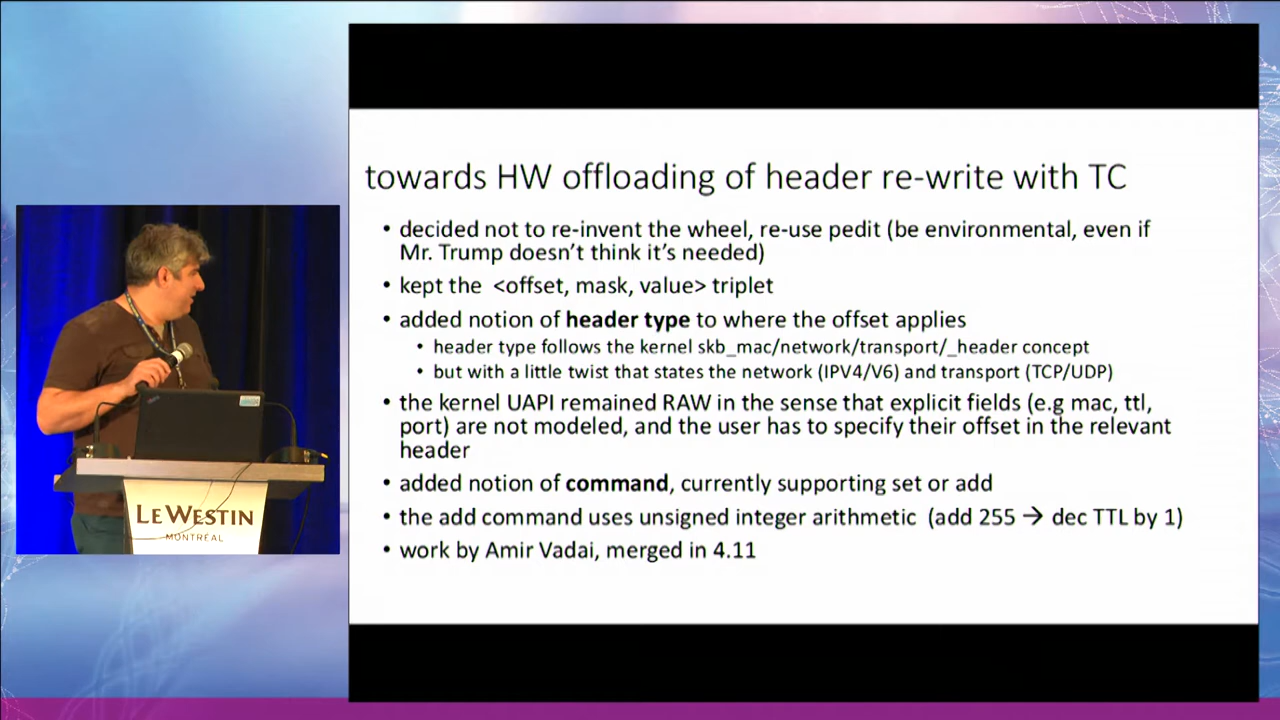 towards HW offloading of header re-write with TC
• decided not to re-invent the wheel, re-use pedit (be environmental, even if
Mr. Trump doesn't think it's needed)
• kept the <offset, mask, value> triplet
• added notion of header type to where the offset applies
• header type follows the kernel skb_mac/network/transport/_header concept
• but with a little twist that states the network (IPV4/V6) and transport (TCP/UDP)
• the kernel UAPI remained RAW in the sense that explicit fields (e.g mac, ttl,
port) are not modeled, and the user has to specify their offset in the relevant
header
• added notion of command, currently supporting set or add
• the add command uses unsigned integer arithmetic (add 255 → dec TTL by 1)
• work by Amir Vadai, merged in 4.11
LE WESTIN
MONTRÉAL